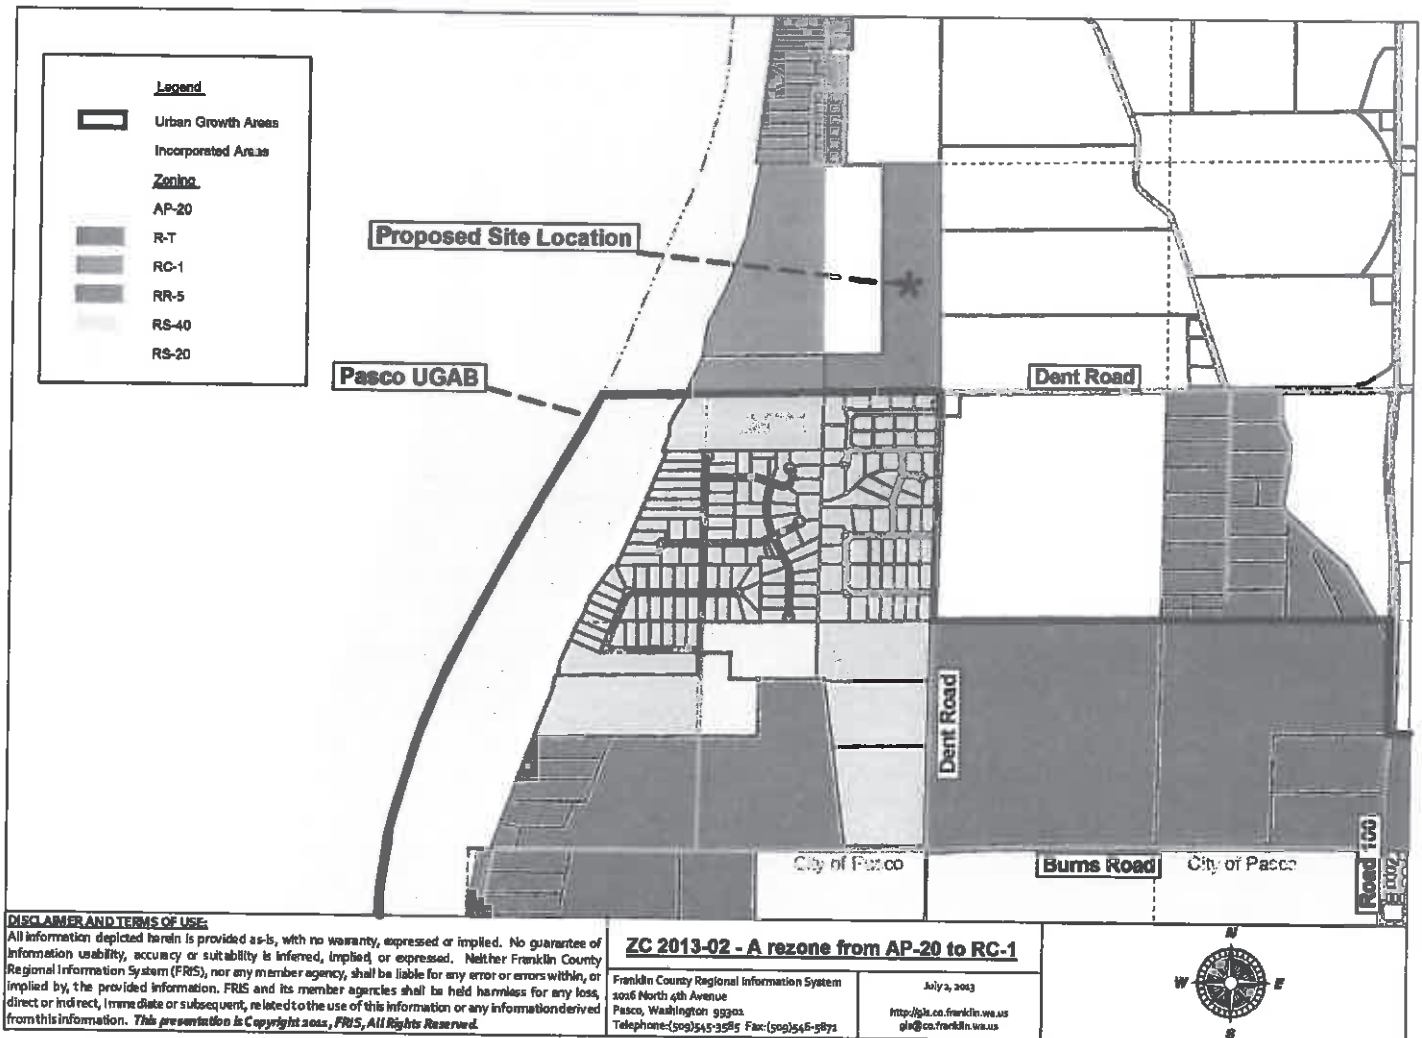 Legend
Urban Growth Areas
Incorporated Areas
Zoning
AP-20
R-T
RC-1
RR-5
RS-40
RS-20
Proposed Site Location
Pasco UGAB
Dent Road
Dent Road
City of Pasco
Burns Road
City of Pasco
Road 100
DISCLAIMER AND TERMS OF USE:
All information depicted herein is provided as-is, with no warranty, expressed or implied. No guarantee of
information usability, accuracy or suitability is inferred, implied, or expressed. Neither Franklin County
Regional Information System (FRIS), nor any member agency, shall be liable for any error or errors within, or
implied by, the provided information. FRIS and its member agencies shall be held harmless for any loss,
direct or indirect, immediate or subsequent, related to the use of this information or any information derived
from this information. This presentation is Copyright 2011, FRIS, All Rights Reserved.
ZC 2013-02 - A rezone from AP-20 to RC-1
Franklin County Regional Information System
1016 North 4th Avenue
Pasco, Washington 99301
Telephone:(509)545-3585 Fax:(509)546-5871
July 2, 2013
http://gis.co.franklin.wa.us
gis@co.franklin.wa.us
N
W E
S